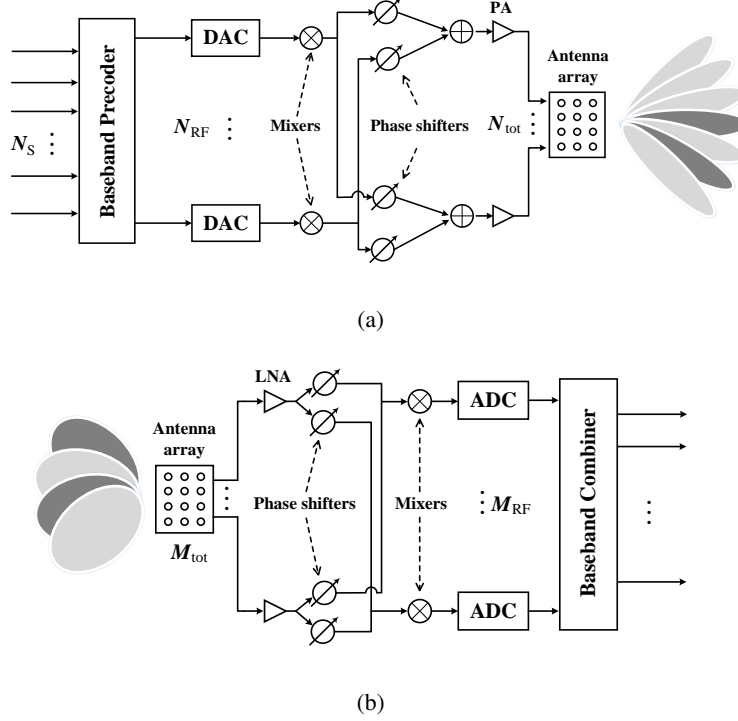 PA
DAC
Antenna
array
Baseband Precoder
N_S
N_RF
Mixers
Phase shifters
N_tot
DAC
(a)
LNA
ADC
Antenna
array
Baseband Combiner
Phase shifters
Mixers
M_RF
M_tot
ADC
(b)